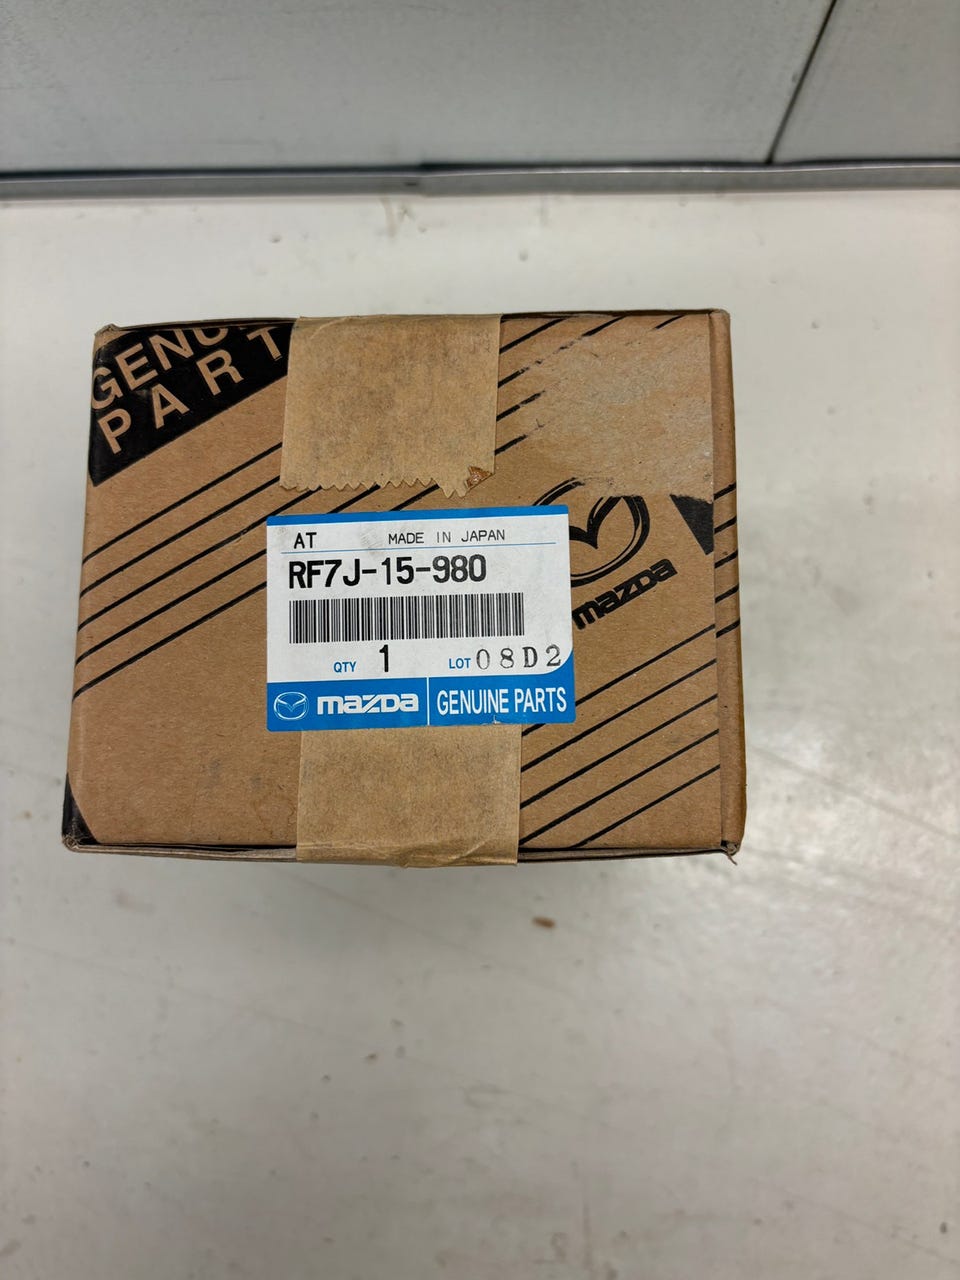 GENU
PART
AT MADE IN JAPAN
RF7J-15-980
QTY 1 LOT 08D2
mazda GENUINE PARTS
mazda